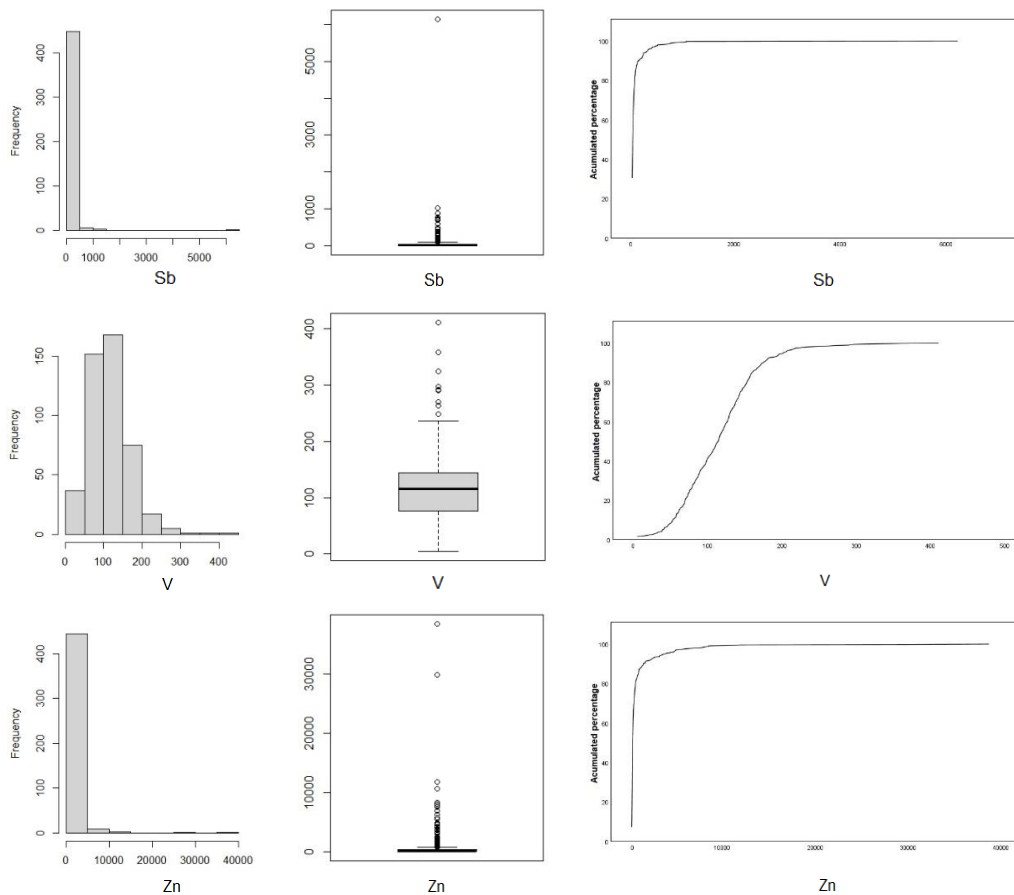 Frequency
0 100 200 300 400
0 1000 5000
Sb
0 1000 3000 5000
Sb
Acumulated percentage
0 20 40 60 80 100
0 2000 4000 6000
Sb
Frequency
0 50 100 150
0 100 200 300 400
V
0 100 200 300 400
V
Acumulated percentage
0 20 40 60 80 100
0 100 200 300 400 500
V
Frequency
0 100 200 300 400
0 10000 20000 30000 40000
Zn
0 10000 20000 30000
Zn
Acumulated percentage
0 20 40 60 80 100
0 10000 20000 30000 40000
Zn